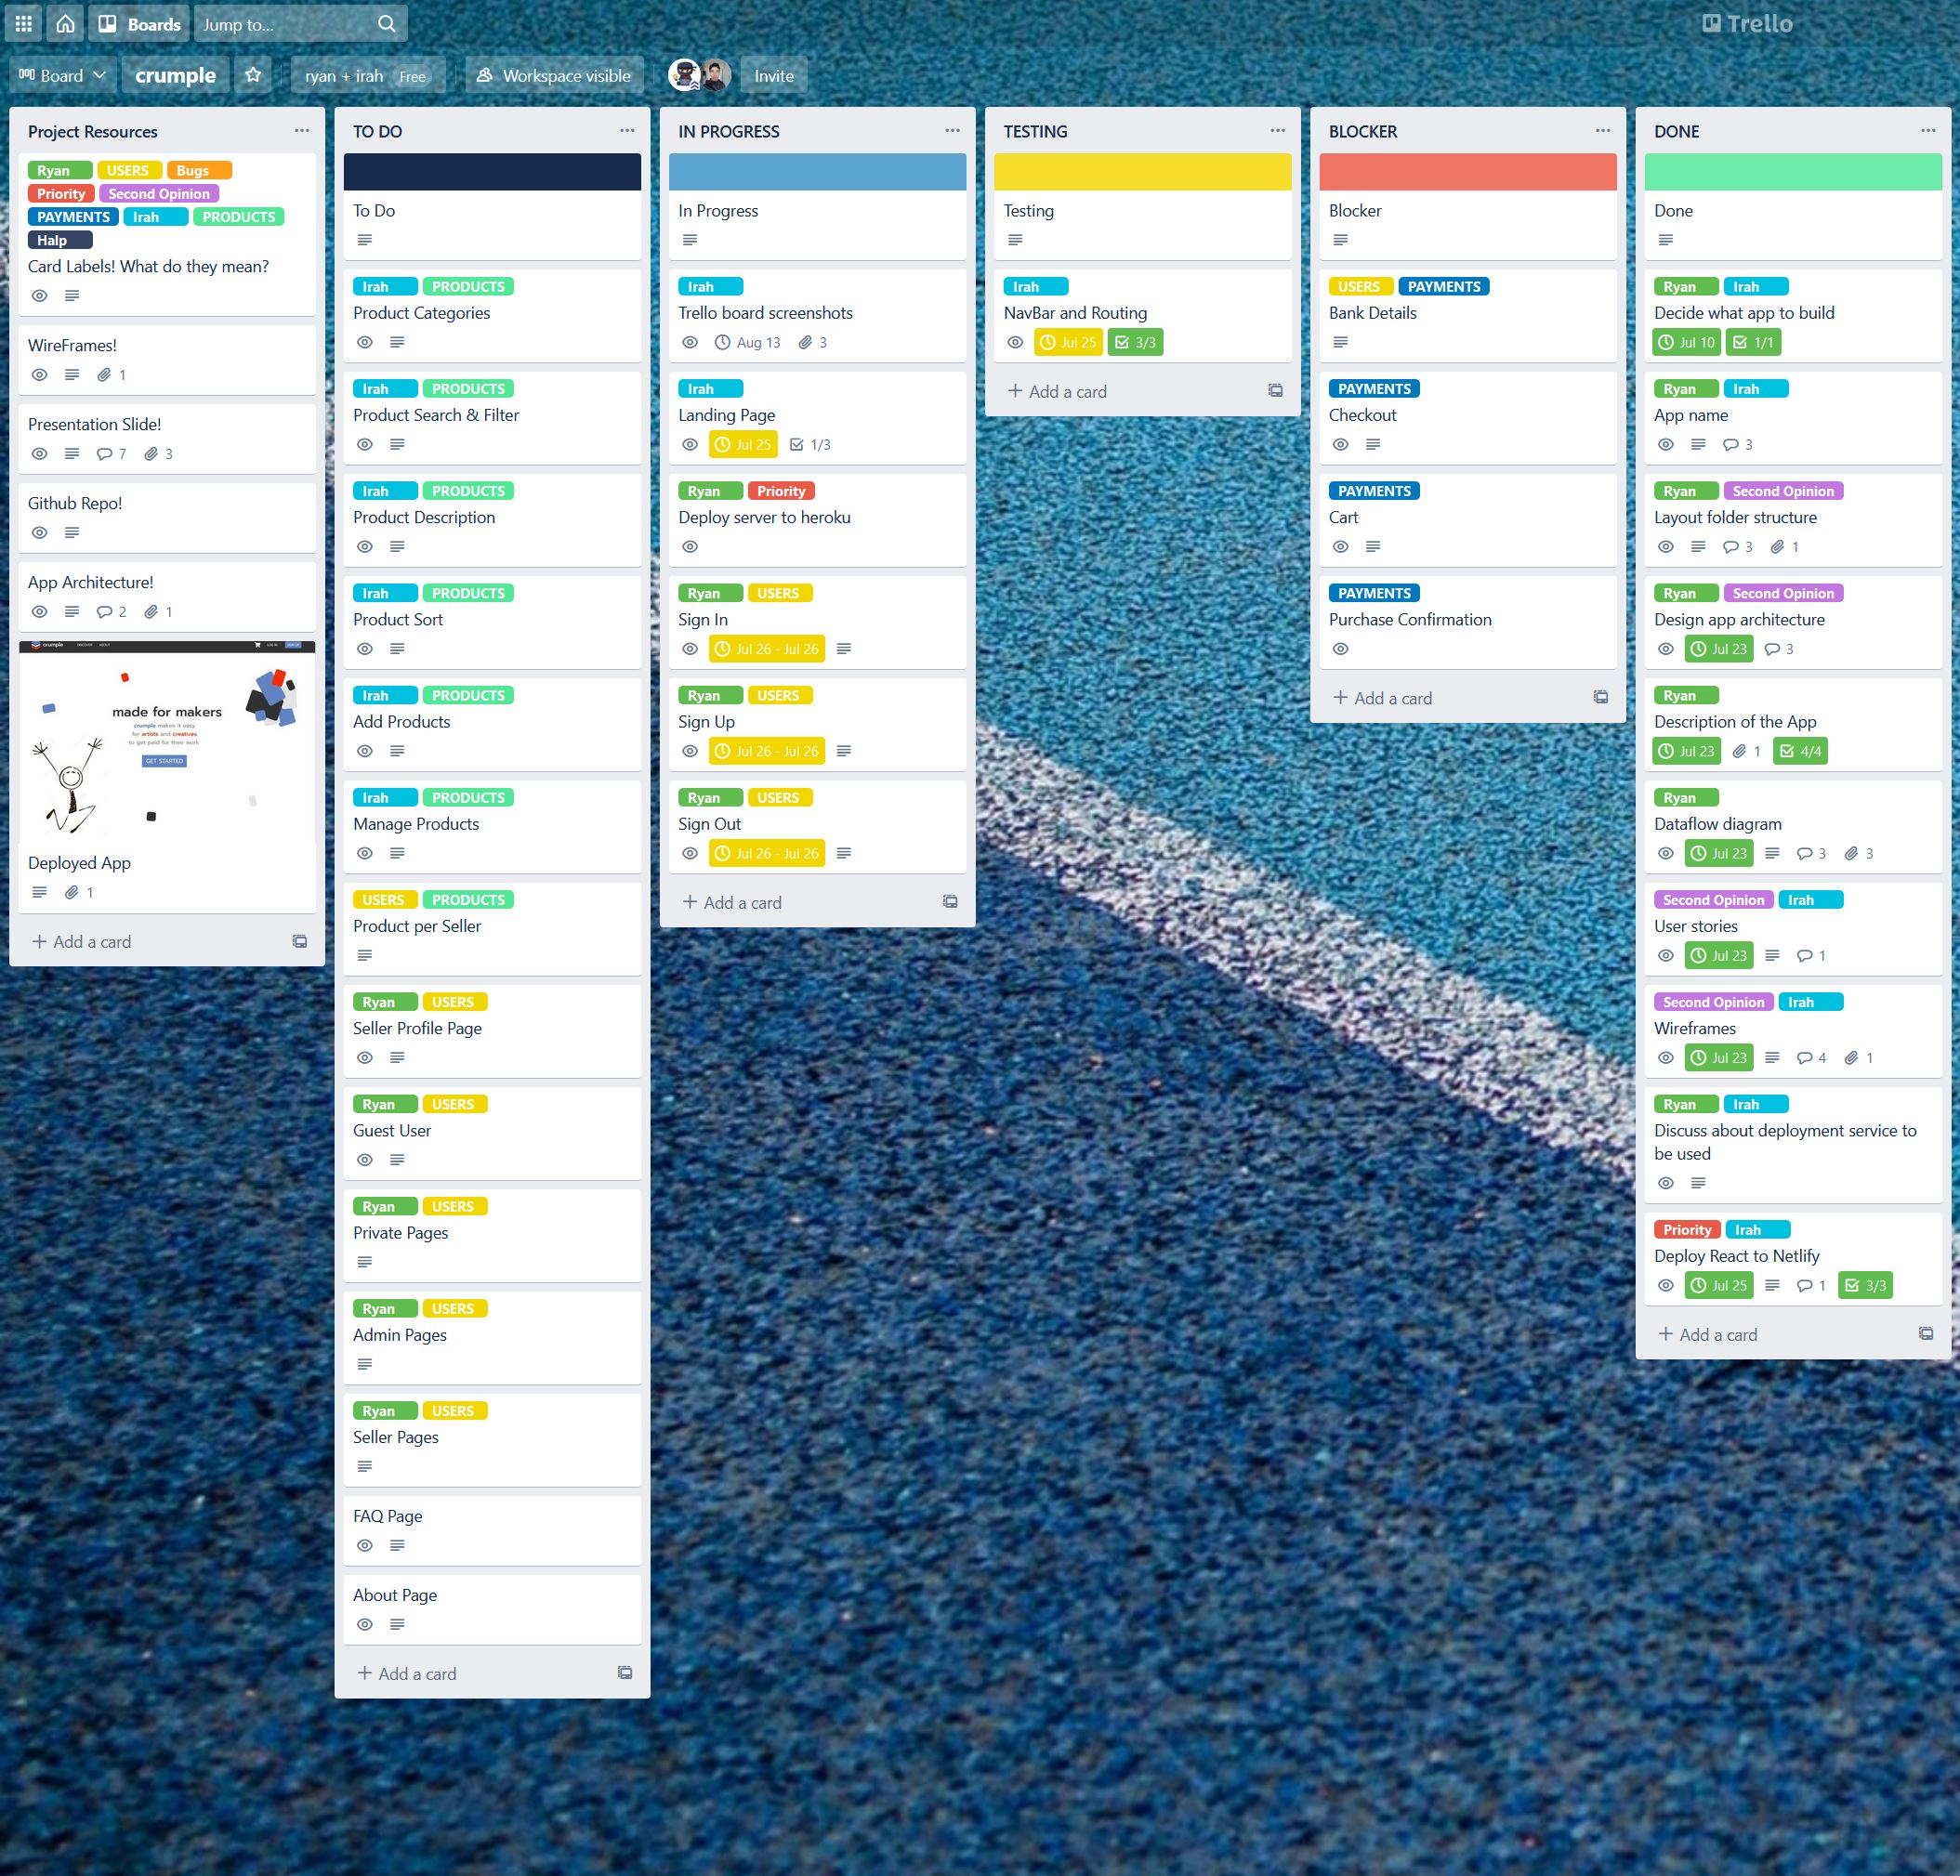 Boards
Jump to...
Trello
Board
crumple
ryan + irah Free
Workspace visible
Invite
Project Resources
Ryan USERS Bugs
Priority Second Opinion
PAYMENTS Irah PRODUCTS
Halp
Card Labels! What do they mean?
WireFrames!
1
Presentation Slide!
7 3
Github Repo!
App Architecture!
2 1
crumple DISCOVER ABOUT LOG IN SIGN UP
made for makers
crumple makes it easy
for artists and creatives
to get paid for their work
GET STARTED
Deployed App
1
+ Add a card
TO DO
To Do
Irah PRODUCTS
Product Categories
Irah PRODUCTS
Product Search & Filter
Irah PRODUCTS
Product Description
Irah PRODUCTS
Product Sort
Irah PRODUCTS
Add Products
Irah PRODUCTS
Manage Products
USERS PRODUCTS
Product per Seller
Ryan USERS
Seller Profile Page
Ryan USERS
Guest User
Ryan USERS
Private Pages
Ryan USERS
Admin Pages
Ryan USERS
Seller Pages
FAQ Page
About Page
+ Add a card
IN PROGRESS
In Progress
Irah
Trello board screenshots
Aug 13 3
Irah
Landing Page
Jul 25 1/3
Ryan Priority
Deploy server to heroku
Ryan USERS
Sign In
Jul 26 - Jul 26
Ryan USERS
Sign Up
Jul 26 - Jul 26
Ryan USERS
Sign Out
Jul 26 - Jul 26
+ Add a card
TESTING
Testing
Irah
NavBar and Routing
Jul 25 3/3
+ Add a card
BLOCKER
Blocker
USERS PAYMENTS
Bank Details
PAYMENTS
Checkout
PAYMENTS
Cart
PAYMENTS
Purchase Confirmation
+ Add a card
DONE
Done
Ryan Irah
Decide what app to build
Jul 10 1/1
Ryan Irah
App name
3
Ryan Second Opinion
Layout folder structure
3 1
Ryan Second Opinion
Design app architecture
Jul 23 3
Ryan
Description of the App
Jul 23 1 4/4
Ryan
Dataflow diagram
Jul 23 3 3
Second Opinion Irah
User stories
Jul 23 1
Second Opinion Irah
Wireframes
Jul 23 4 1
Ryan Irah
Discuss about deployment service to
be used
Priority Irah
Deploy React to Netlify
Jul 25 1 3/3
+ Add a card